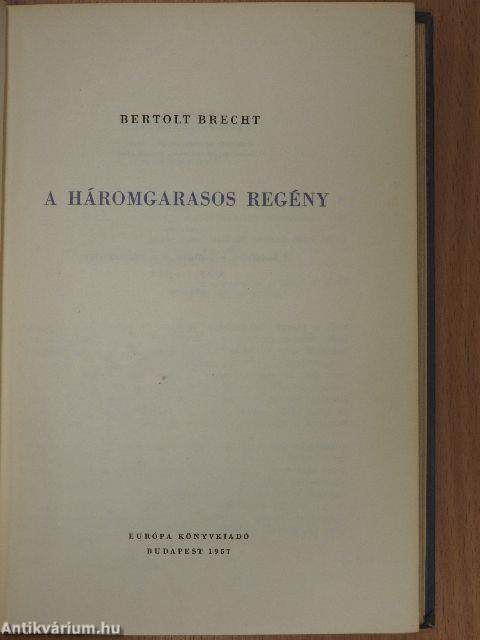 BERTOLT BRECHT
A HÁROMGARASOS REGÉNY
EURÓPA KÖNYVKIADÓ
BUDAPEST 1957
Antikvárium.hu